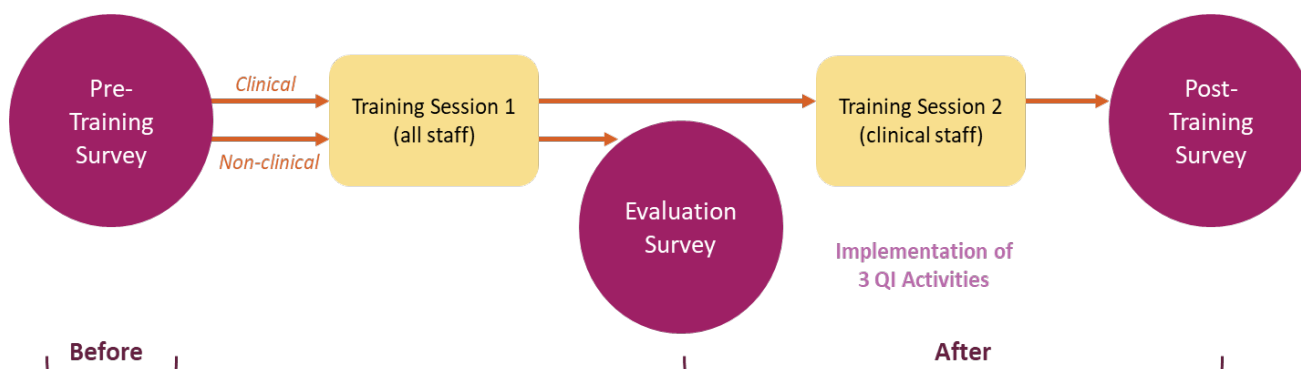 Pre-
Training
Survey
Clinical
Non-clinical
Training Session 1
(all staff)
Evaluation
Survey
Training Session 2
(clinical staff)
Implementation of
3 QI Activities
Post-
Training
Survey
Before
After